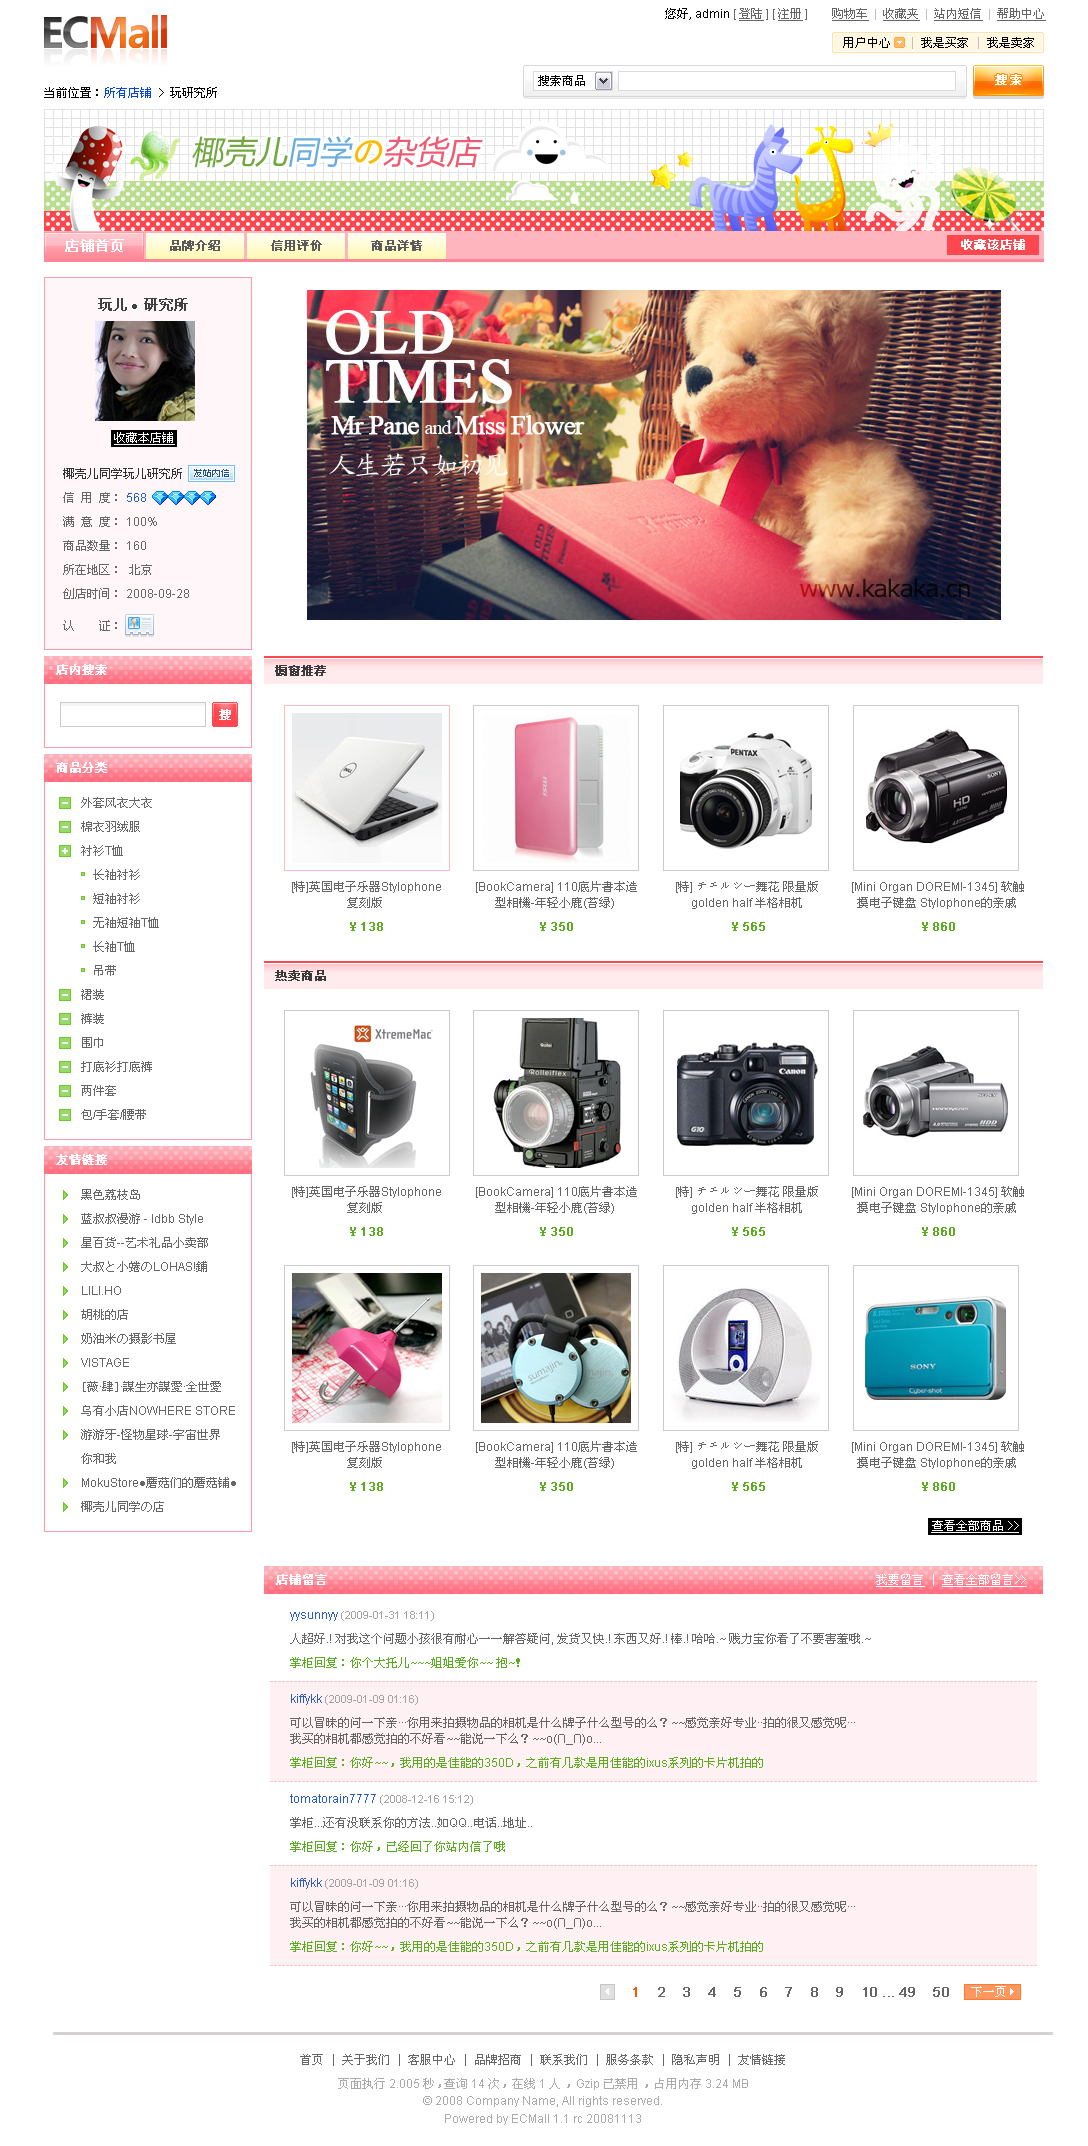 ECMall
您好, admin [ 登陆 ] [ 注册 ] 购物车 | 收藏夹 | 站内短信 | 帮助中心
用户中心 | 我是买家 | 我是卖家
当前位置：所有店铺 > 玩研究所
搜索商品 搜索
椰壳儿同学の杂货店
店铺首页 品牌介绍 信用评价 商品详情 收藏该店铺
玩儿 ● 研究所
收藏本店铺
椰壳儿同学玩儿研究所 发站内信
信 用 度： 568
满 意 度： 100%
商品数量： 160
所在地区： 北京
创店时间： 2008-09-28
认 证：
OLD
TIMES
Mr Pane and Miss Flower
人生若只如初见
OLD TIMES
www.kakaka.cn
店内搜索
搜
商品分类
外套风衣大衣
棉衣羽绒服
衬衫T恤
长袖衬衫
短袖衬衫
无袖短袖T恤
长袖T恤
吊带
裙装
裤装
围巾
打底衫打底裤
两件套
包/手套/腰带
友情链接
黑色荔枝岛
蓝叔叔漫游 - Idbb Style
星百货--艺术礼品小卖部
大叔と小蜷のLOHAS!鋪
LILI.HO
胡桃的店
奶油米の摄影书屋
VISTAGE
[薇·肆] 謀生亦謀愛·全世愛
乌有小店NOWHERE STORE
游游牙-怪物星球-宇宙世界
你和我
MokuStore●蘑菇们的蘑菇铺●
椰壳儿同学の店
橱窗推荐
DELL
PENTAX
SONY
HD
[特]英国电子乐器Stylophone
复刻版
¥ 138
[BookCamera] 110底片書本造
型相機-年轻小鹿(苔绿)
¥ 350
[特] チエルツー舞花 限量版
golden half 半格相机
¥ 565
[Mini Organ DOREMI-1345] 软触
摸电子键盘 Stylophone的亲戚
¥ 860
热卖商品
XtremeMac
Rolleiflex
Canon
G10
HDD
[特]英国电子乐器Stylophone
复刻版
¥ 138
[BookCamera] 110底片書本造
型相機-年轻小鹿(苔绿)
¥ 350
[特] チエルツー舞花 限量版
golden half 半格相机
¥ 565
[Mini Organ DOREMI-1345] 软触
摸电子键盘 Stylophone的亲戚
¥ 860
sumajin
SONY
Cyber-shot
[特]英国电子乐器Stylophone
复刻版
¥ 138
[BookCamera] 110底片書本造
型相機-年轻小鹿(苔绿)
¥ 350
[特] チエルツー舞花 限量版
golden half 半格相机
¥ 565
[Mini Organ DOREMI-1345] 软触
摸电子键盘 Stylophone的亲戚
¥ 860
查看全部商品 >>
店铺留言 我要留言 | 查看全部留言>>
yysunnyy (2009-01-31 18:11)
人超好.! 对我这个问题小孩很有耐心一一解答疑问, 发货又快.! 东西又好.! 棒.! 哈哈.~ 贱力宝你看了不要害羞哦.~
掌柜回复：你个大托儿~~~姐姐爱你~~ 抱~!
kiffykk (2009-01-09 01:16)
可以冒昧的问一下亲…你用来拍摄物品的相机是什么牌子什么型号的么？~~感觉亲好专业··拍的很又感觉呢…
我买的相机都感觉拍的不好看~~能说一下么？~~o(∩_∩)o...
掌柜回复：你好~~，我用的是佳能的350D，之前有几款是用佳能的ixus系列的卡片机拍的
tomatorain7777 (2008-12-16 15:12)
掌柜...还有没联系你的方法..如QQ..电话..地址..
掌柜回复：你好，已经回了你站内信了哦
kiffykk (2009-01-09 01:16)
可以冒昧的问一下亲…你用来拍摄物品的相机是什么牌子什么型号的么？~~感觉亲好专业··拍的很又感觉呢…
我买的相机都感觉拍的不好看~~能说一下么？~~o(∩_∩)o...
掌柜回复：你好~~，我用的是佳能的350D，之前有几款是用佳能的ixus系列的卡片机拍的
1 2 3 4 5 6 7 8 9 10 ... 49 50 下一页
首页 | 关于我们 | 客服中心 | 品牌招商 | 联系我们 | 服务条款 | 隐私声明 | 友情链接
页面执行 2.005 秒，查询 14 次，在线 1 人 ，Gzip 已禁用 ，占用内存 3.24 MB
© 2008 Company Name, All rights reserved.
Powered by ECMall 1.1 rc 20081113